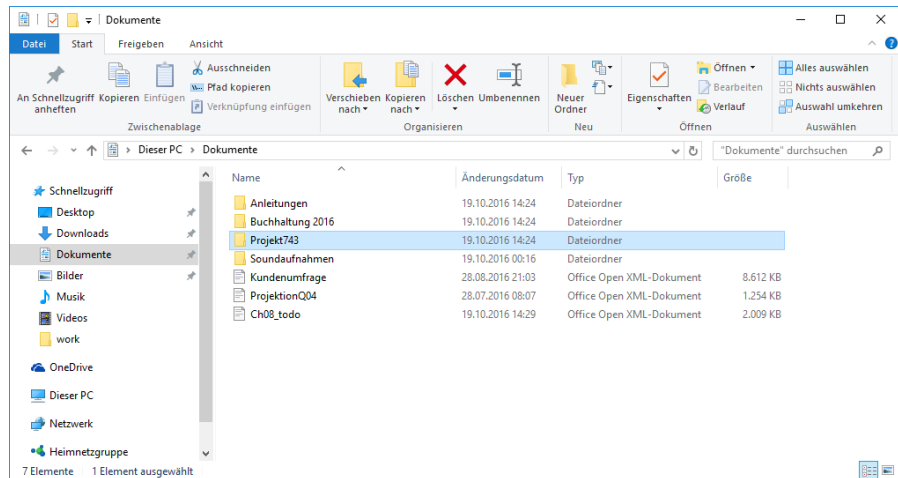 Dokumente
Datei Start Freigeben Ansicht
An Schnellzugriff anheften
Kopieren
Einfügen
Ausschneiden
Pfad kopieren
Verknüpfung einfügen
Zwischenablage
Verschieben nach
Kopieren nach
Löschen
Umbenennen
Organisieren
Neuer Ordner
Neu
Eigenschaften
Öffnen
Bearbeiten
Verlauf
Öffnen
Alles auswählen
Nichts auswählen
Auswahl umkehren
Auswählen
Dieser PC > Dokumente
"Dokumente" durchsuchen
Schnellzugriff
Desktop
Downloads
Dokumente
Bilder
Musik
Videos
work
OneDrive
Dieser PC
Netzwerk
Heimnetzgruppe
Name Änderungsdatum Typ Größe
Anleitungen 19.10.2016 14:24 Dateiordner
Buchhaltung 2016 19.10.2016 14:24 Dateiordner
Projekt743 19.10.2016 14:24 Dateiordner
Soundaufnahmen 19.10.2016 00:16 Dateiordner
Kundenumfrage 28.08.2016 21:03 Office Open XML-Dokument 8.612 KB
ProjektionQ04 28.07.2016 08:07 Office Open XML-Dokument 1.254 KB
Ch08_todo 19.10.2016 14:29 Office Open XML-Dokument 2.009 KB
7 Elemente 1 Element ausgewählt